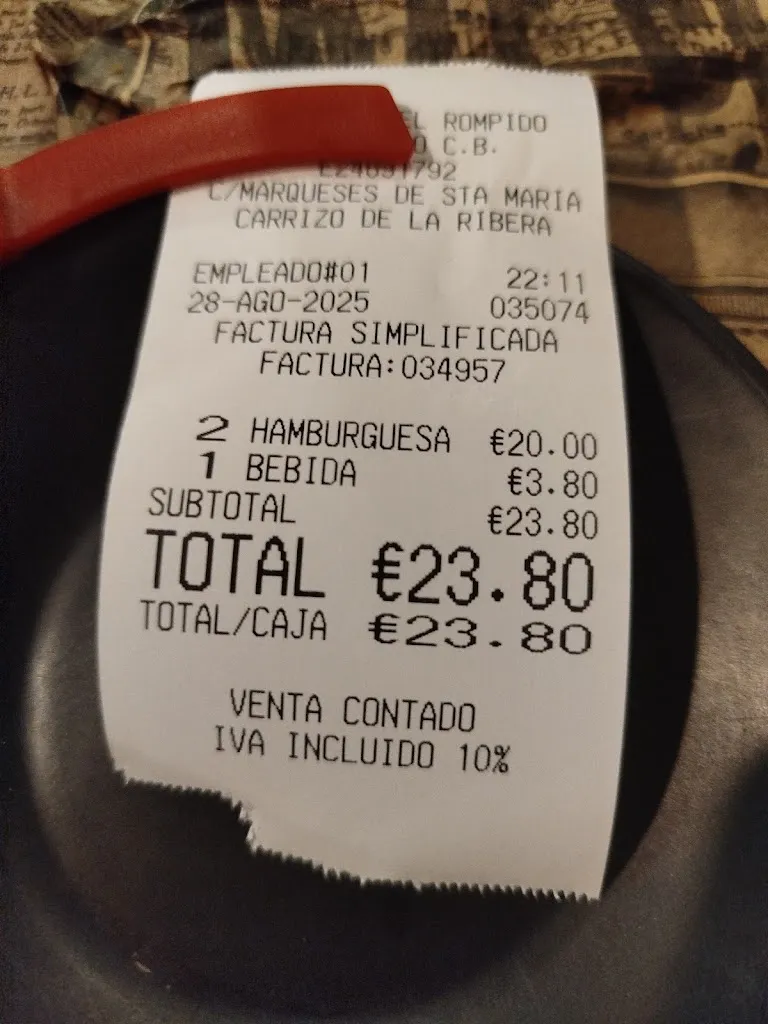 EL ROMPIDO
O C.B.
C/MARQUESES DE STA MARIA
CARRIZO DE LA RIBERA
EMPLEADO#01 22:11
28-AGO-2025 035074
FACTURA SIMPLIFICADA
FACTURA:034957
2 HAMBURGUESA €20.00
1 BEBIDA €3.80
SUBTOTAL €23.80
TOTAL €23.80
TOTAL/CAJA €23.80
VENTA CONTADO
IVA INCLUIDO 10%